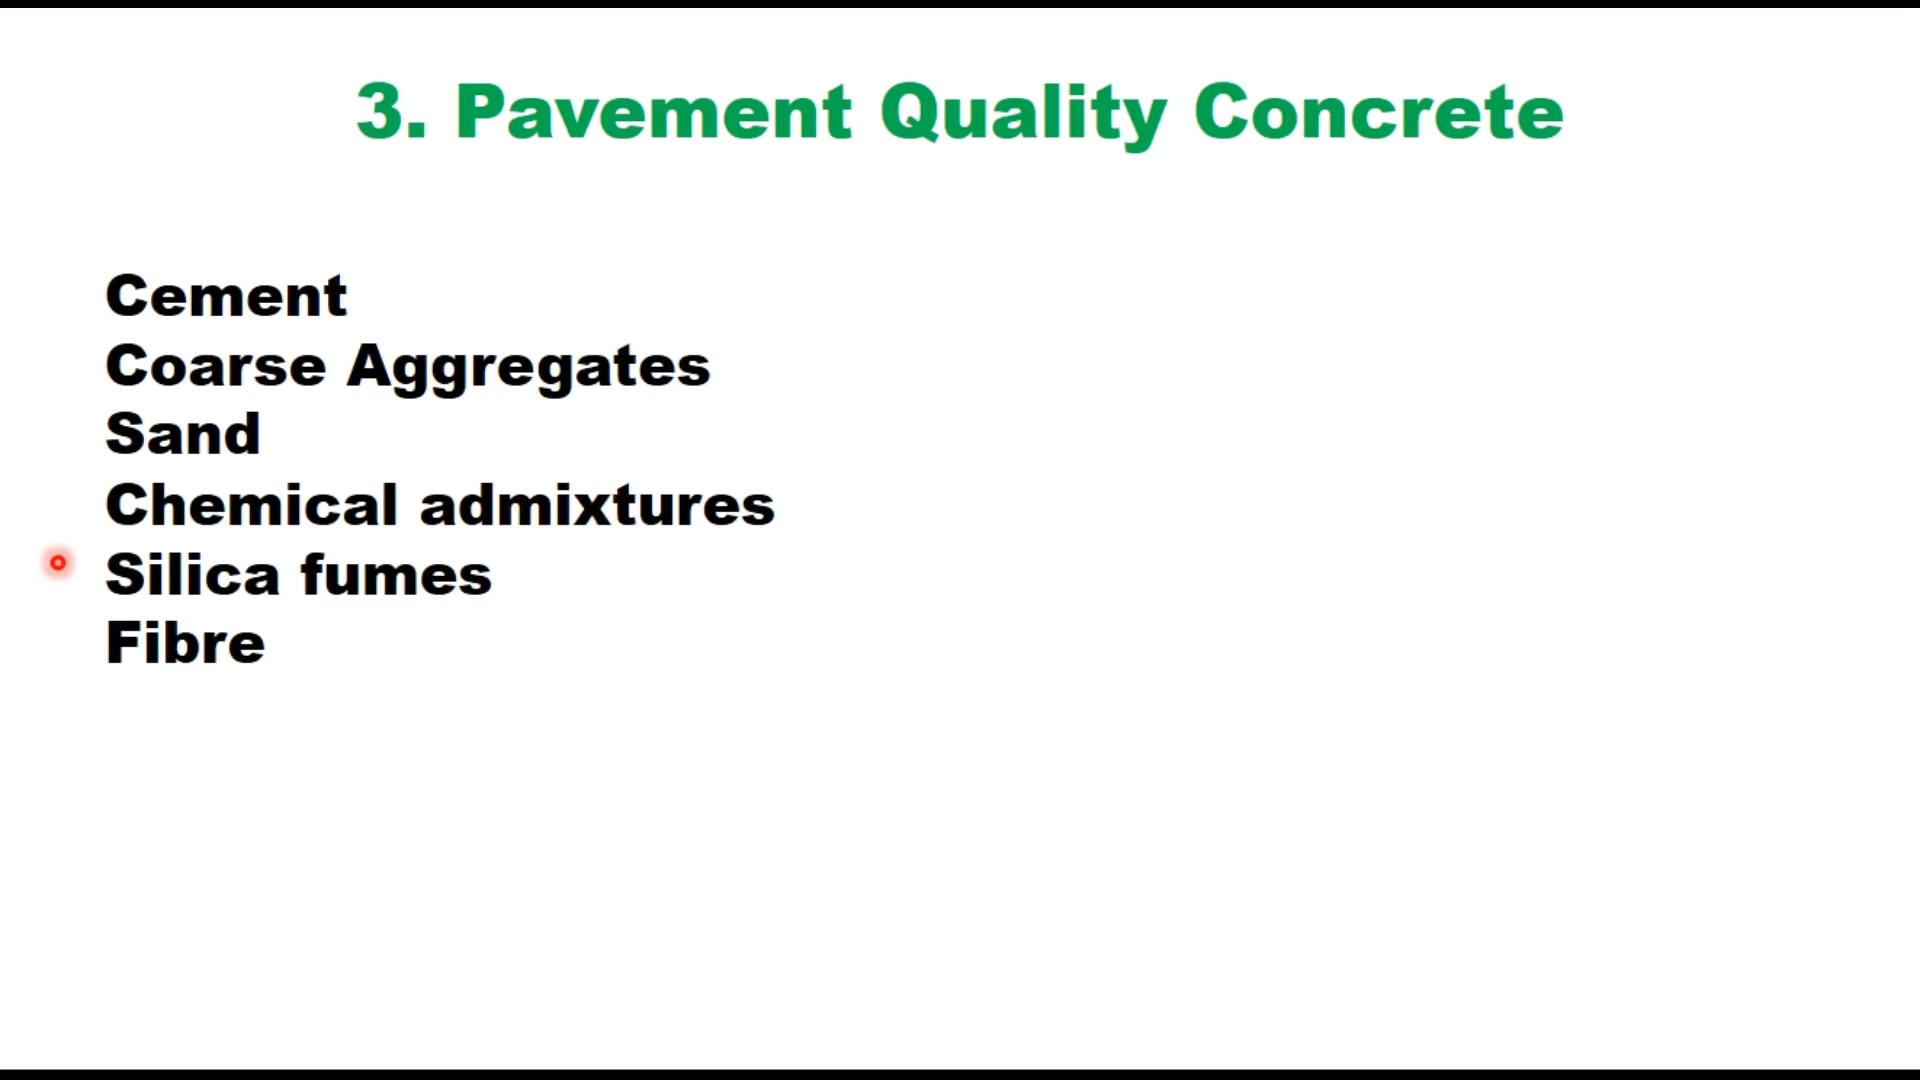 3. Pavement Quality Concrete
Cement
Coarse Aggregates
Sand
Chemical admixtures
Silica fumes
Fibre